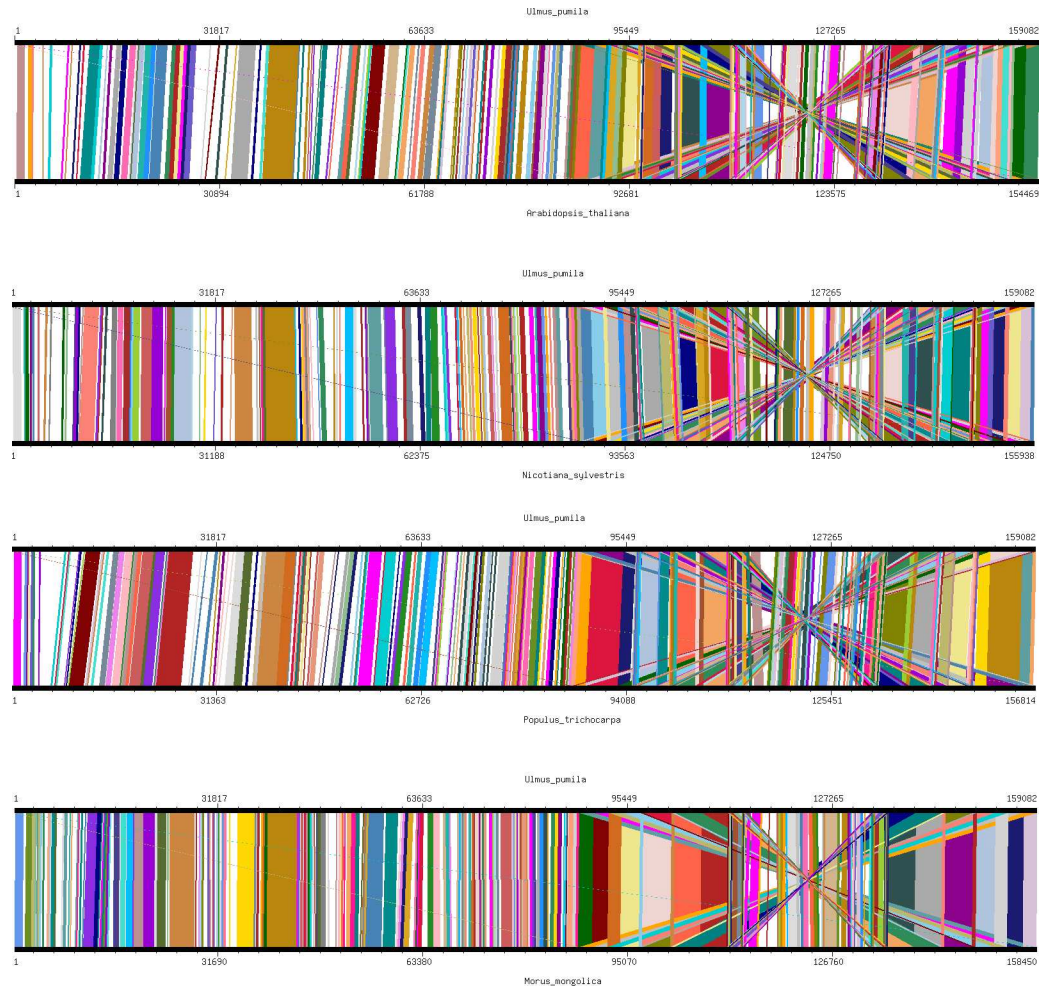 Ulmus_pumila
1 31817 63633 95449 127265 159082
1 30894 61788 92681 123575 154469
Arabidopsis_thaliana
Ulmus_pumila
1 31817 63633 95449 127265 159082
1 31188 62375 93563 124750 155938
Nicotiana_sylvestris
Ulmus_pumila
1 31817 63633 95449 127265 159082
1 31363 62726 94088 125451 156814
Populus_trichocarpa
Ulmus_pumila
1 31817 63633 95449 127265 159082
1 31690 63380 95070 126760 158450
Morus_mongolica